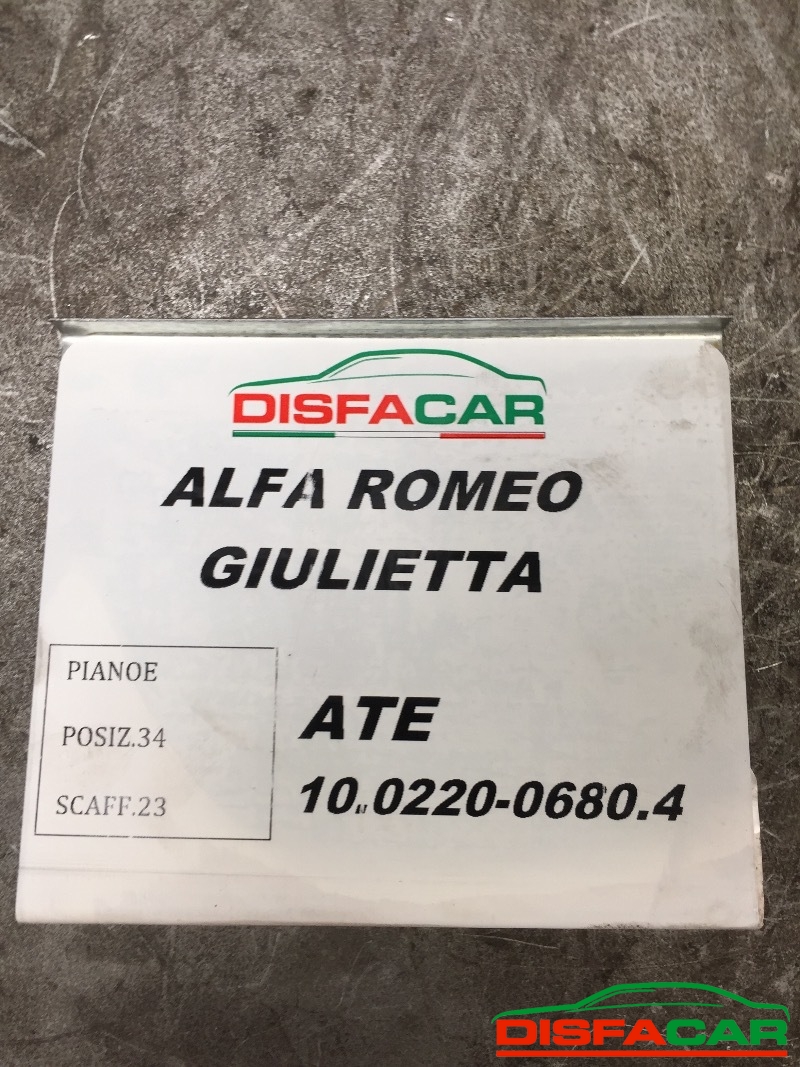 DISFACAR
ALFA ROMEO
GIULIETTA
PIANOE
POSIZ.34
SCAFF.23
ATE
10.0220-0680.4
DISFACAR